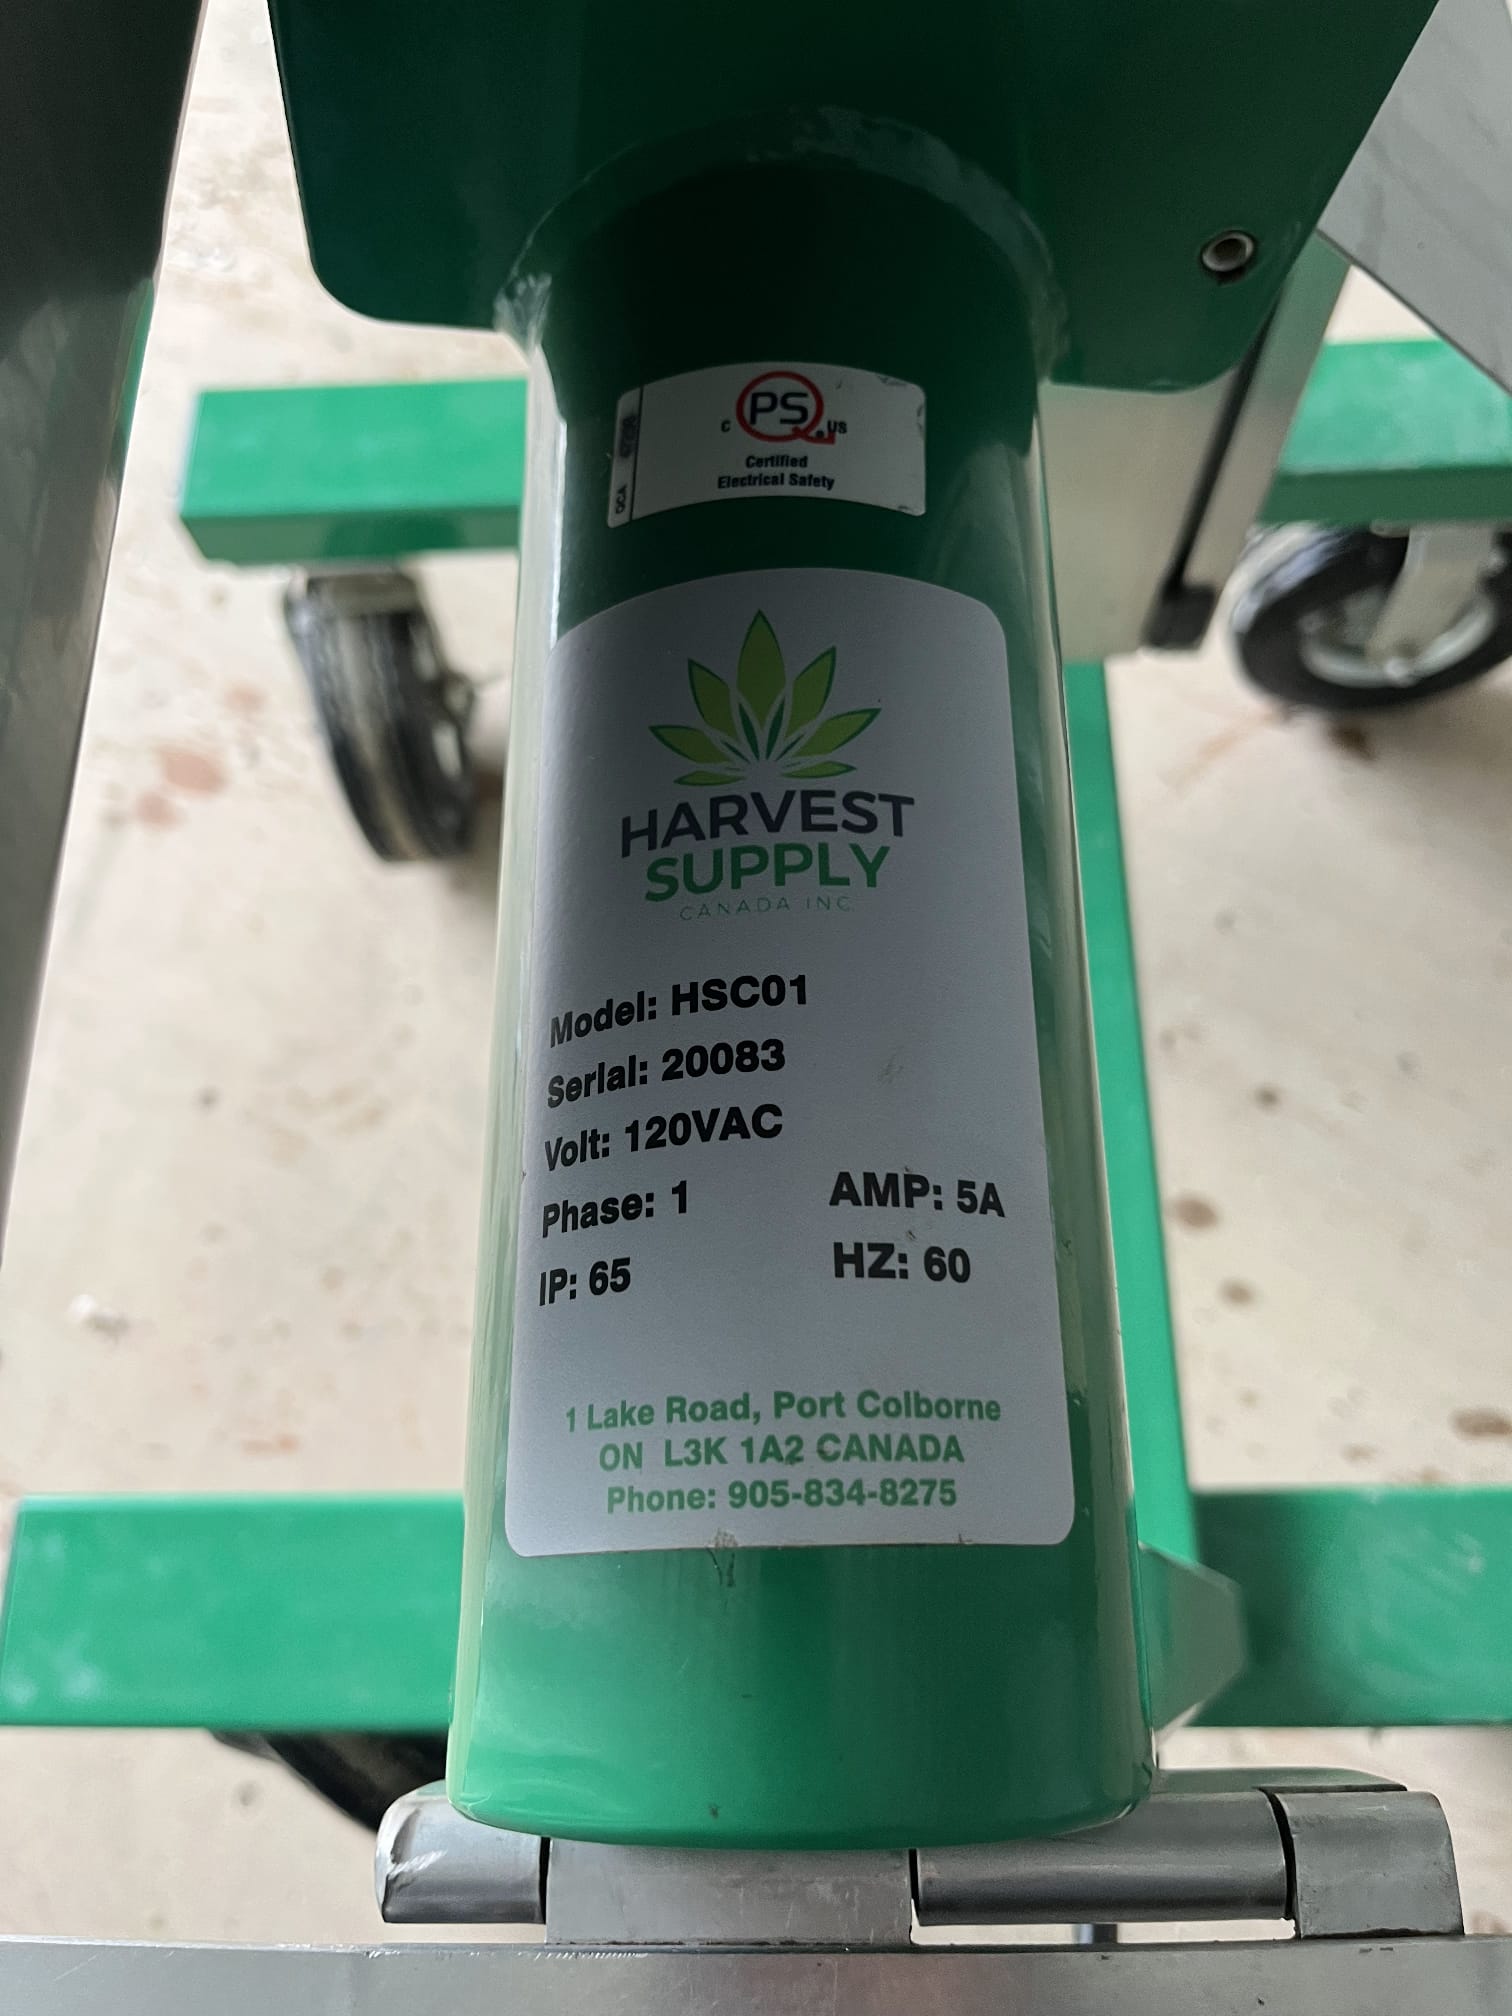 C PS US
Certified
Electrical Safety
QCA
HARVEST
SUPPLY
CANADA INC.
Model: HSC01
Serial: 20083
Volt: 120VAC
Phase: 1 AMP: 5A
IP: 65 HZ: 60
1 Lake Road, Port Colborne
ON L3K 1A2 CANADA
Phone: 905-834-8275